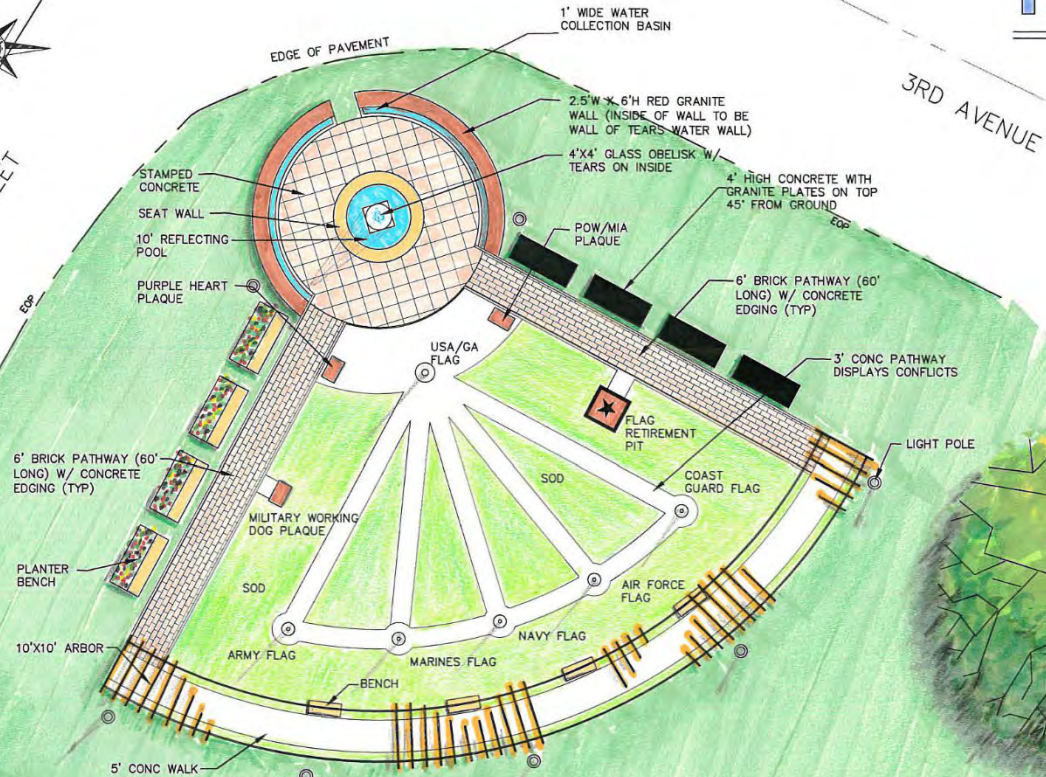 1' WIDE WATER
COLLECTION BASIN
EDGE OF PAVEMENT
3RD AVENUE
2.5'W X 6'H RED GRANITE
WALL (INSIDE OF WALL TO BE
WALL OF TEARS WATER WALL)
4'X4' GLASS OBELISK W/
TEARS ON INSIDE
STAMPED
CONCRETE
4' HIGH CONCRETE WITH
GRANITE PLATES ON TOP
45' FROM GROUND
SEAT WALL
EOP
10' REFLECTING
POOL
POW/MIA
PLAQUE
PURPLE HEART
PLAQUE
6' BRICK PATHWAY (60'
LONG) W/ CONCRETE
EDGING (TYP)
EOP
USA/GA
FLAG
3' CONC PATHWAY
DISPLAYS CONFLICTS
FLAG
RETIREMENT
PIT
LIGHT POLE
6' BRICK PATHWAY (60'
LONG) W/ CONCRETE
EDGING (TYP)
SOD
COAST
GUARD FLAG
MILITARY WORKING
DOG PLAQUE
PLANTER
BENCH
SOD
AIR FORCE
FLAG
NAVY FLAG
ARMY FLAG
MARINES FLAG
10'X10' ARBOR
BENCH
5' CONC WALK